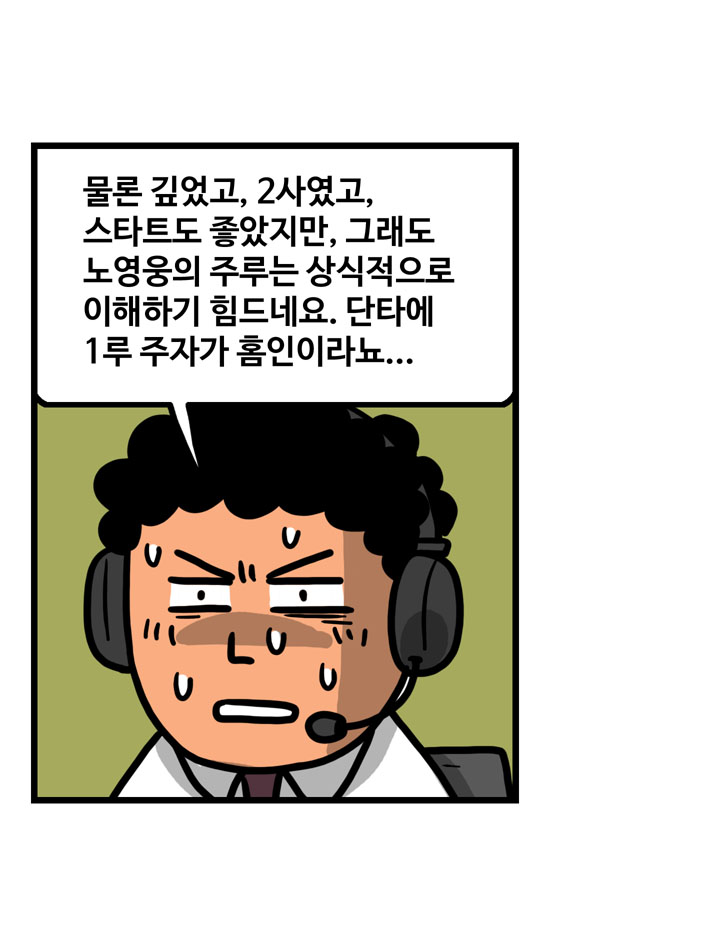 물론 깊었고, 2사였고,
스타트도 좋았지만, 그래도
노영웅의 주루는 상식적으로
이해하기 힘드네요. 단타에
1루 주자가 홈인이라뇨...